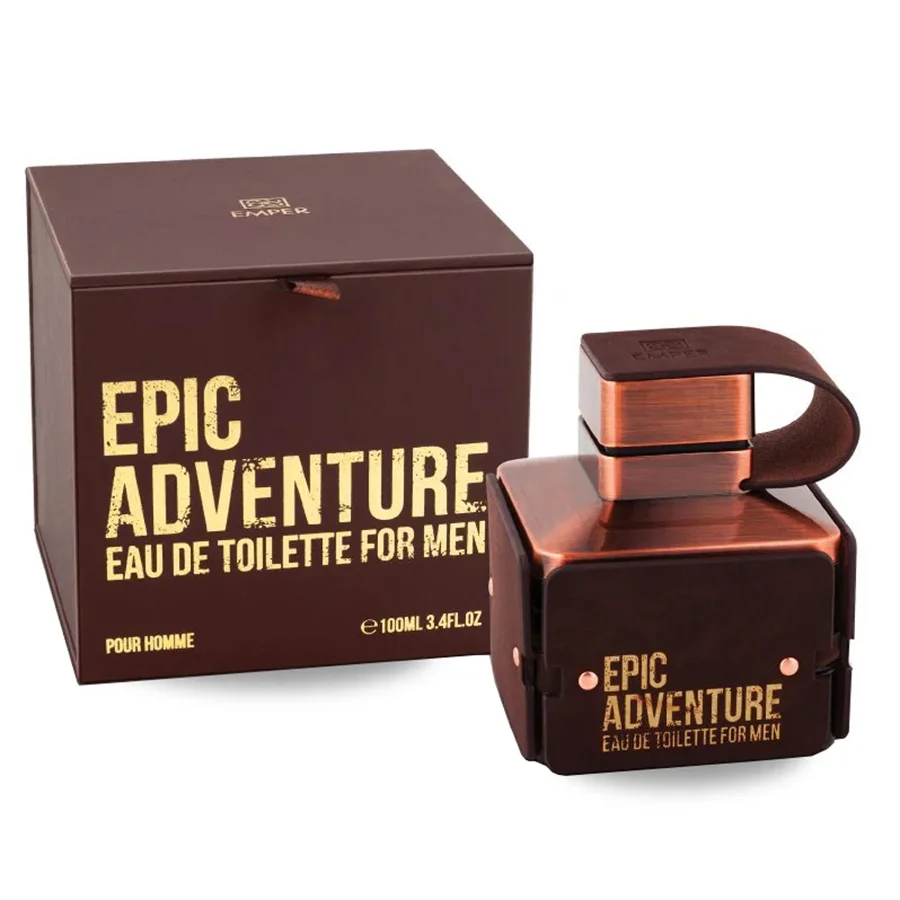 EMPER
EPIC
ADVENTURE
EAU DE TOILETTE FOR MEN
POUR HOMME
℮100ML 3.4FL.OZ
EMPER
EPIC
ADVENTURE
EAU DE TOILETTE FOR MEN